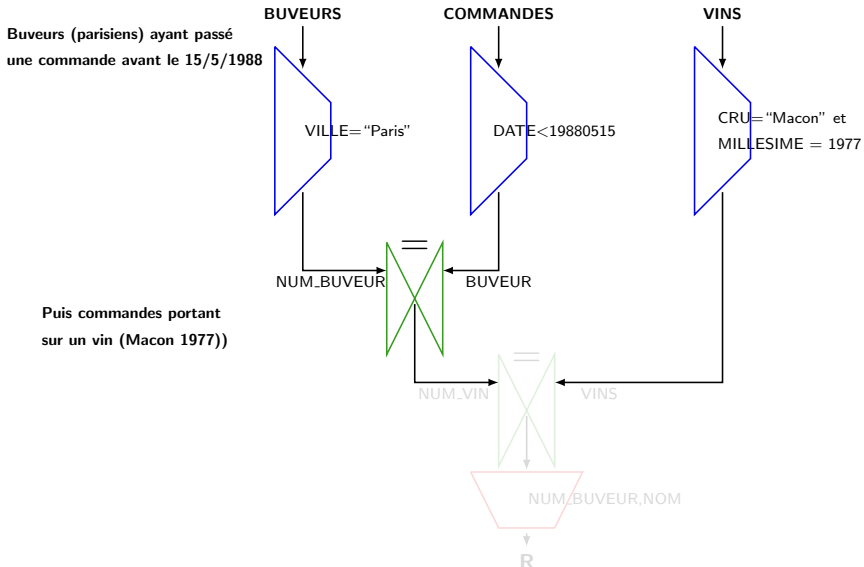 BUVEURS
COMMANDES
VINS
Buveurs (parisiens) ayant passé
une commande avant le 15/5/1988
VILLE=“Paris”
DATE<19880515
CRU=“Macon” et
MILLESIME = 1977
NUM_BUVEUR
BUVEUR
Puis commandes portant
sur un vin (Macon 1977))
NUM_VIN
VINS
NUM_BUVEUR,NOM
R